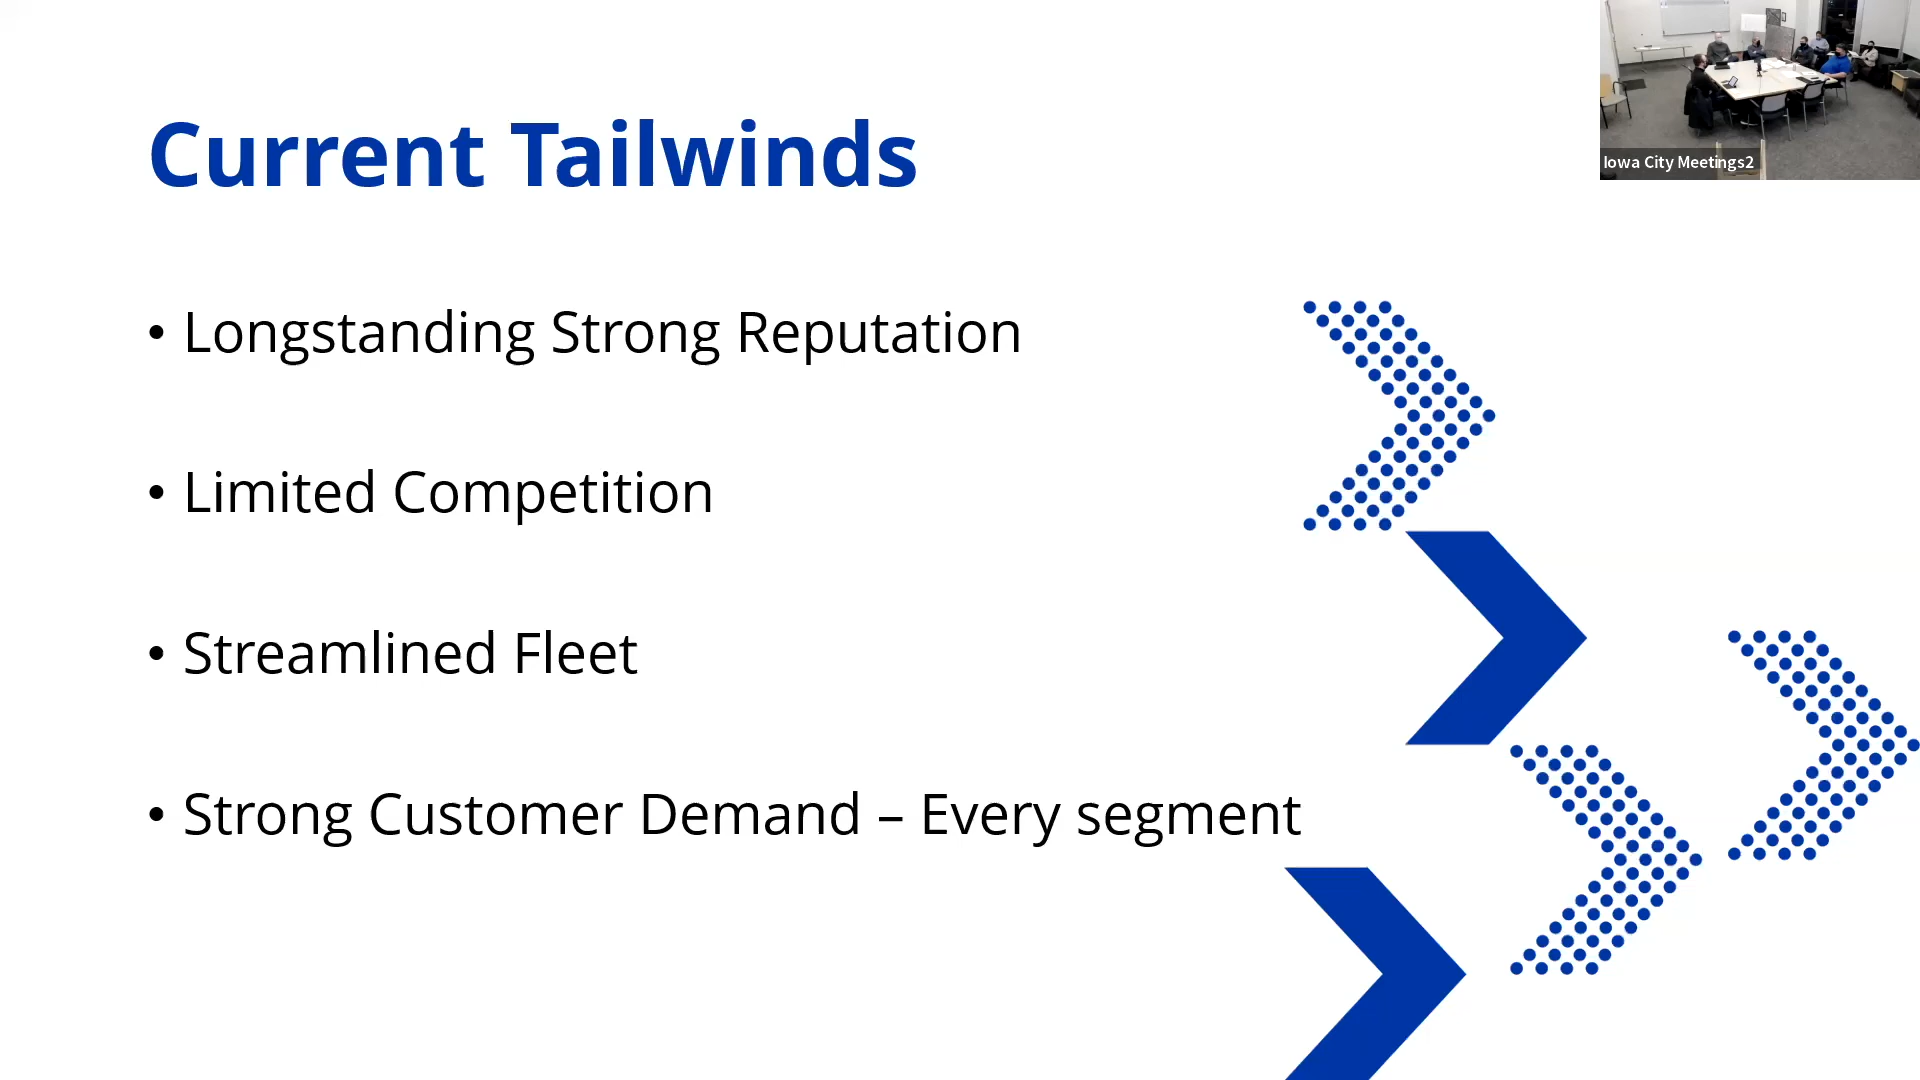 Current Tailwinds
• Longstanding Strong Reputation
• Limited Competition
• Streamlined Fleet
• Strong Customer Demand – Every segment
Iowa City Meetings2